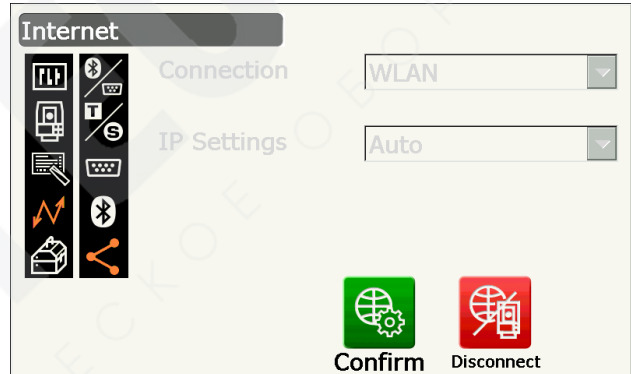 Internet
Connection
WLAN
IP Settings
Auto
T
S
Confirm
Disconnect